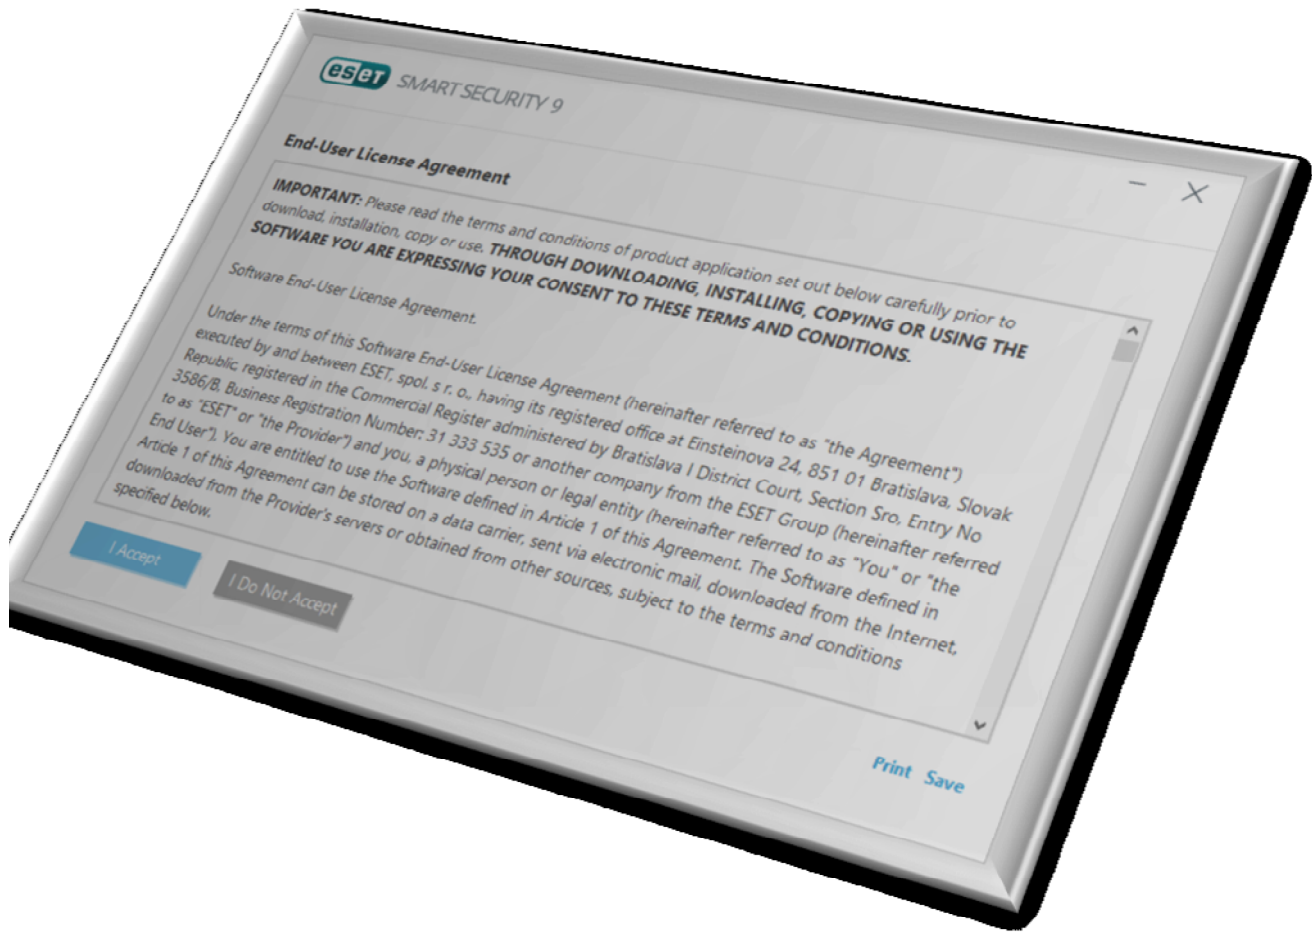 eset SMART SECURITY 9
End-User License Agreement
IMPORTANT: Please read the terms and conditions of product application set out below carefully prior to
download, installation, copy or use. THROUGH DOWNLOADING, INSTALLING, COPYING OR USING THE
SOFTWARE YOU ARE EXPRESSING YOUR CONSENT TO THESE TERMS AND CONDITIONS.
Software End-User License Agreement.
Under the terms of this Software End-User License Agreement (hereinafter referred to as "the Agreement")
executed by and between ESET, spol. s r. o., having its registered office at Einsteinova 24, 851 01 Bratislava, Slovak
Republic, registered in the Commercial Register administered by Bratislava I District Court, Section Sro, Entry No
3586/B, Business Registration Number: 31 333 535 or another company from the ESET Group (hereinafter referred
to as "ESET" or "the Provider") and you, a physical person or legal entity (hereinafter referred to as "You" or "the
End User"), You are entitled to use the Software defined in Article 1 of this Agreement. The Software defined in
Article 1 of this Agreement can be stored on a data carrier, sent via electronic mail, downloaded from the Internet,
downloaded from the Provider's servers or obtained from other sources, subject to the terms and conditions
specified below.
I Accept
I Do Not Accept
Print Save